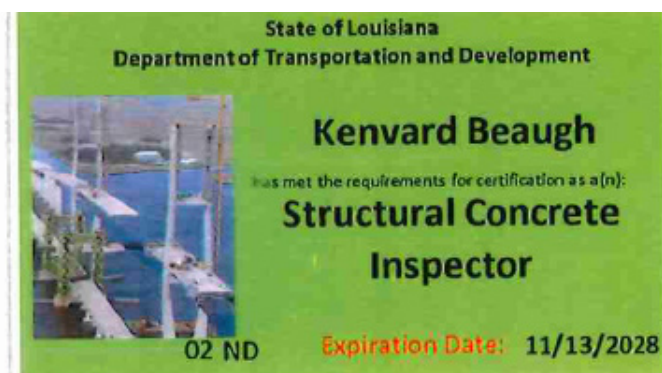 State of Louisiana
Department of Transportation and Development
Kenvard Beaugh
has met the requirements for certification as a(n):
Structural Concrete
Inspector
02 ND
Expiration Date: 11/13/2028